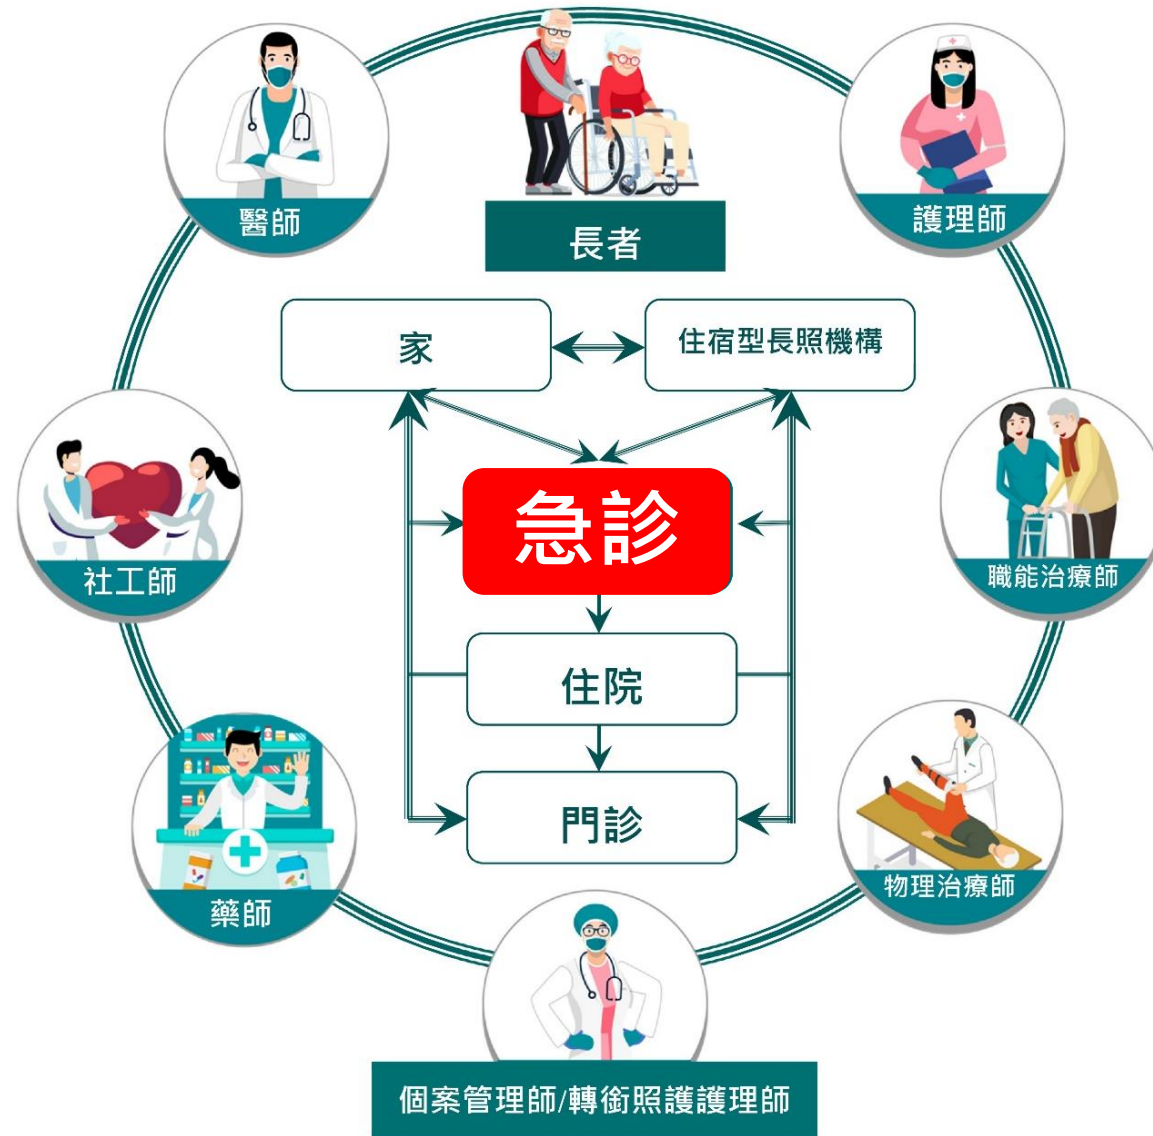 醫師
長者
護理師
家
住宿型長照機構
急診
社工師
職能治療師
住院
門診
藥師
物理治療師
個案管理師/轉銜照護護理師